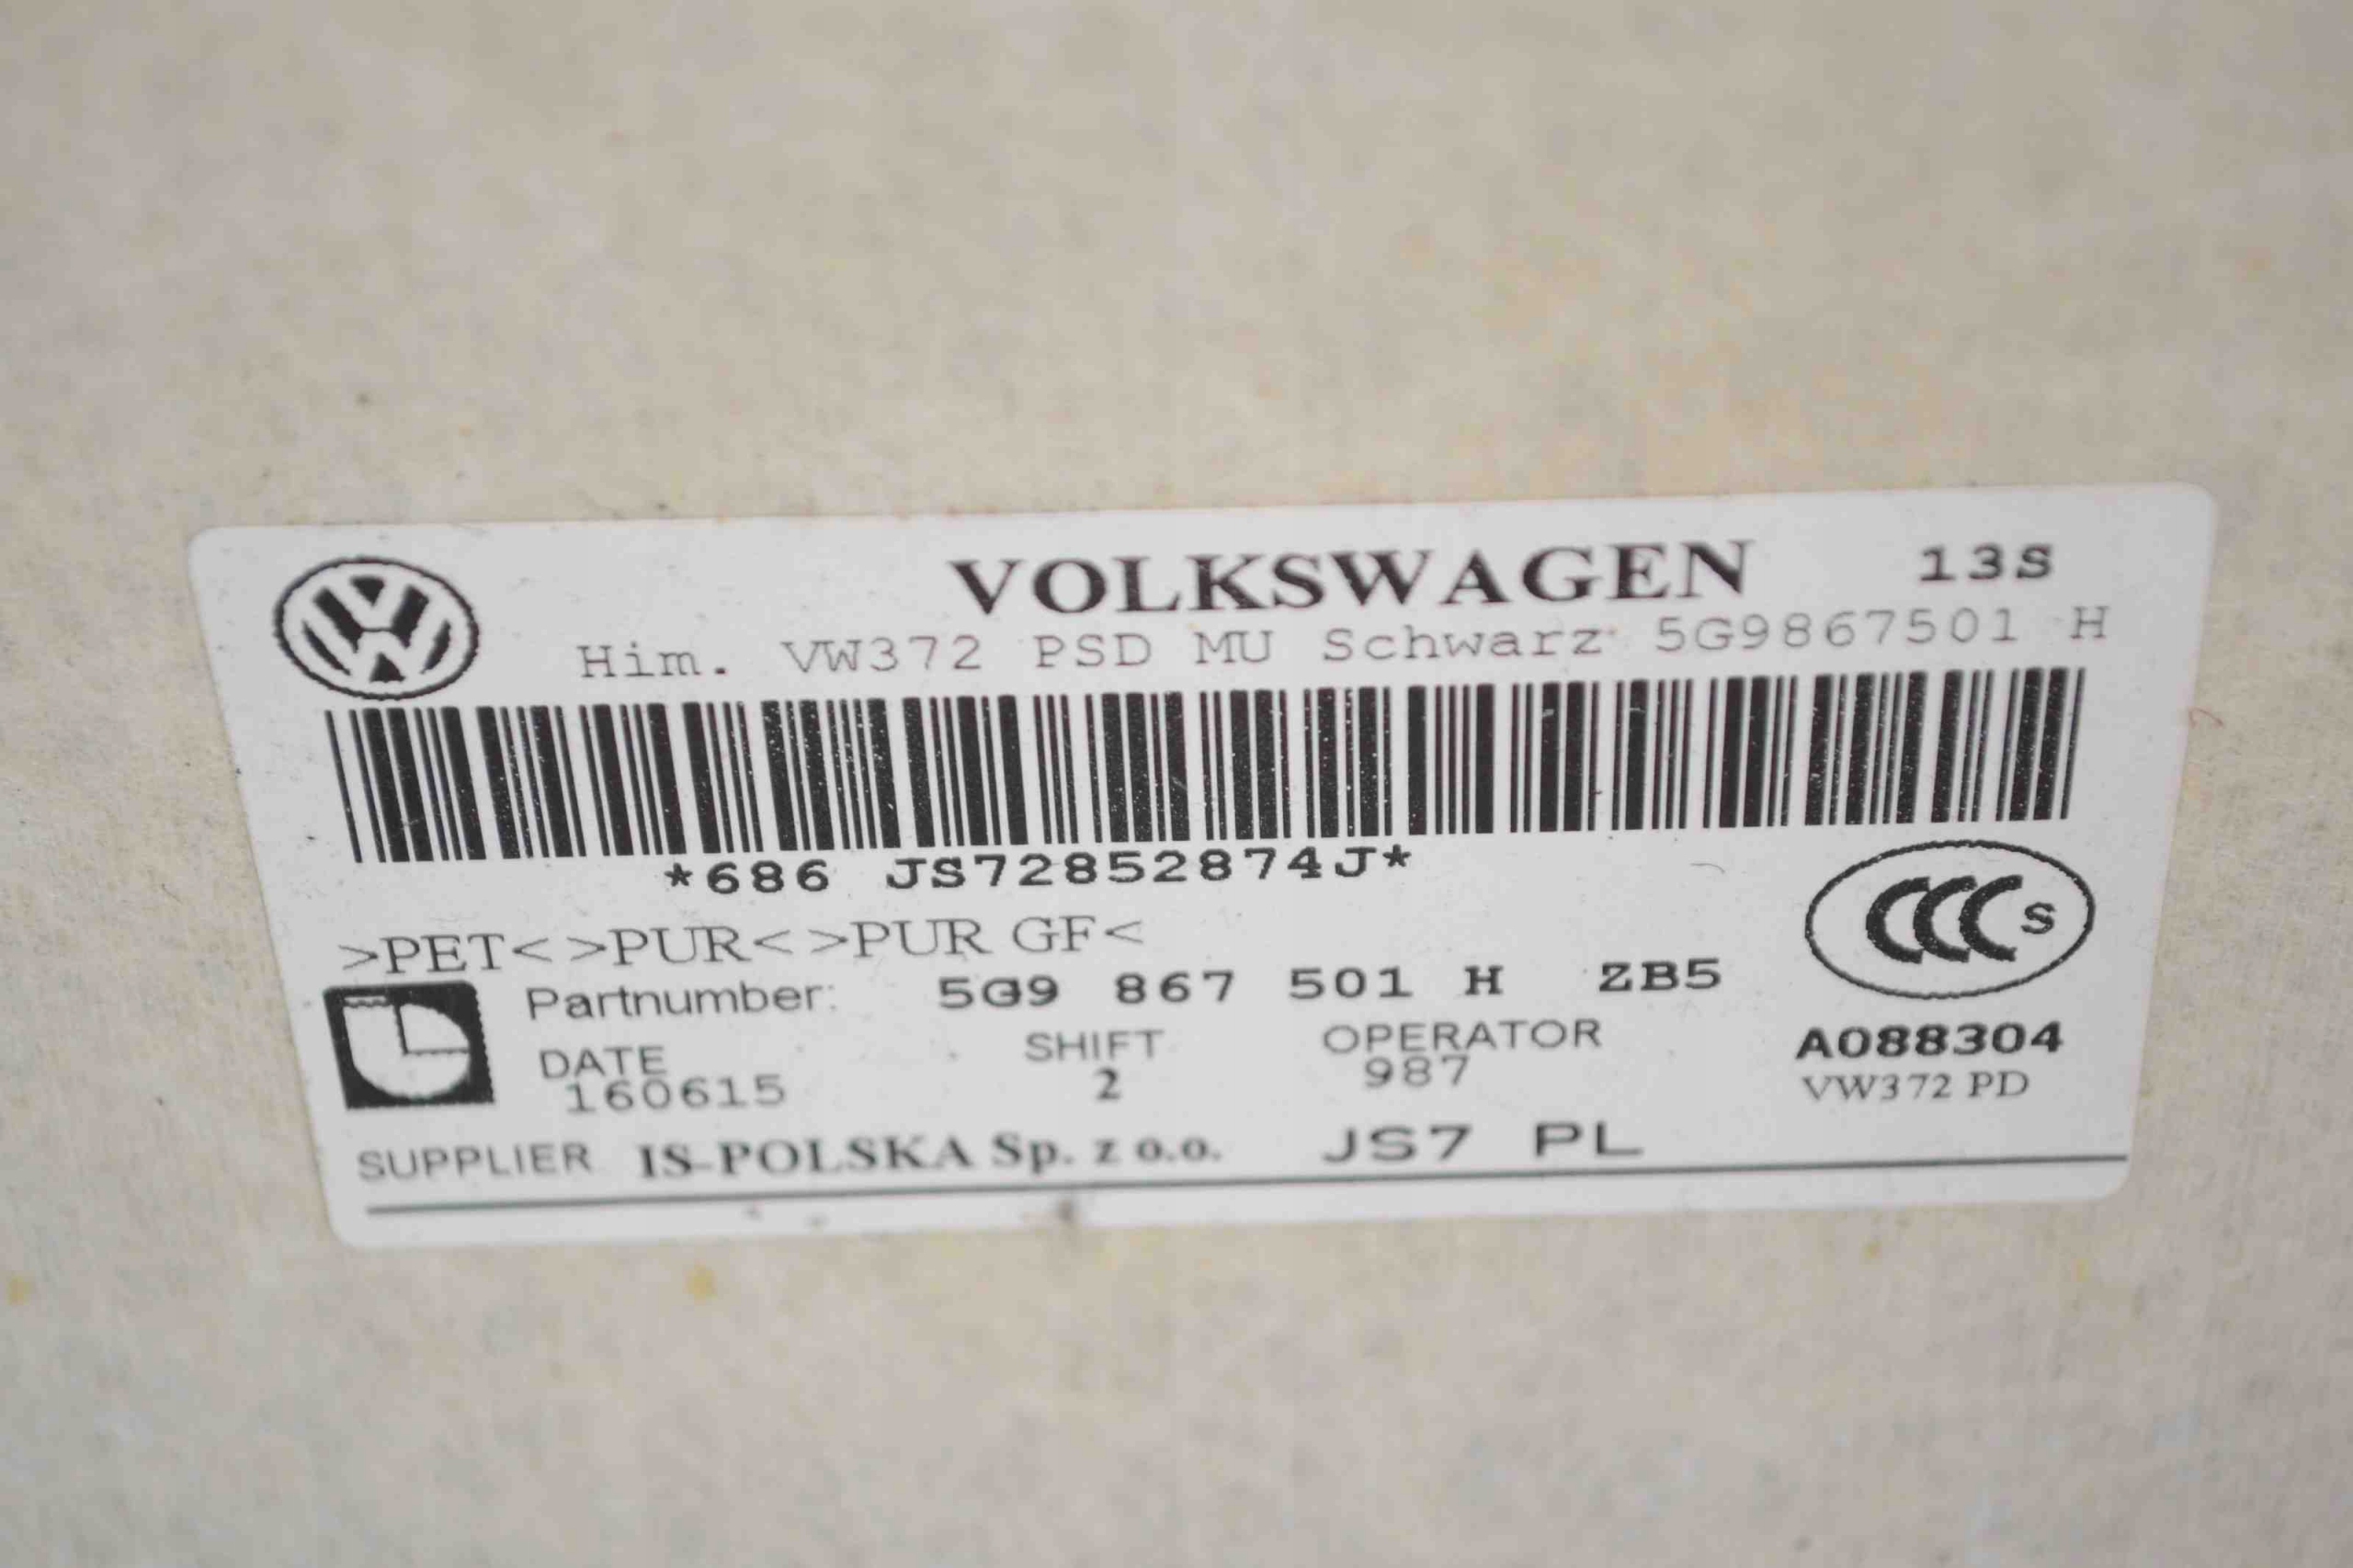 VOLKSWAGEN 13S
Him. VW372 PSD MU Schwarz 5G9867501 H
*686 JS72852874J*
>PET< >PUR< >PUR GF<
CCC S
Partnumber: 5G9 867 501 H ZB5
DATE SHIFT OPERATOR A088304
160615 2 987 VW372 PD
SUPPLIER IS-POLSKA Sp. z o.o. JS7 PL